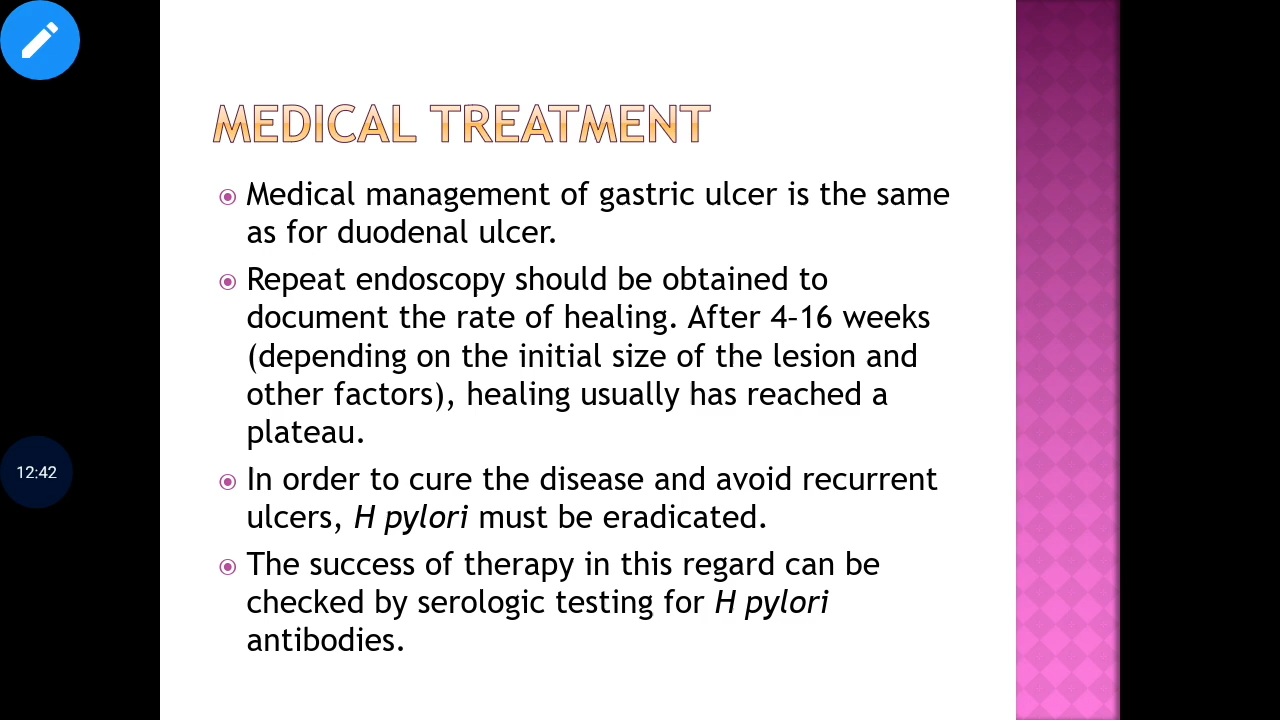 MEDICAL TREATMENT
Medical management of gastric ulcer is the same
as for duodenal ulcer.
Repeat endoscopy should be obtained to
document the rate of healing. After 4–16 weeks
(depending on the initial size of the lesion and
other factors), healing usually has reached a
plateau.
12:42
In order to cure the disease and avoid recurrent
ulcers, H pylori must be eradicated.
The success of therapy in this regard can be
checked by serologic testing for H pylori
antibodies.